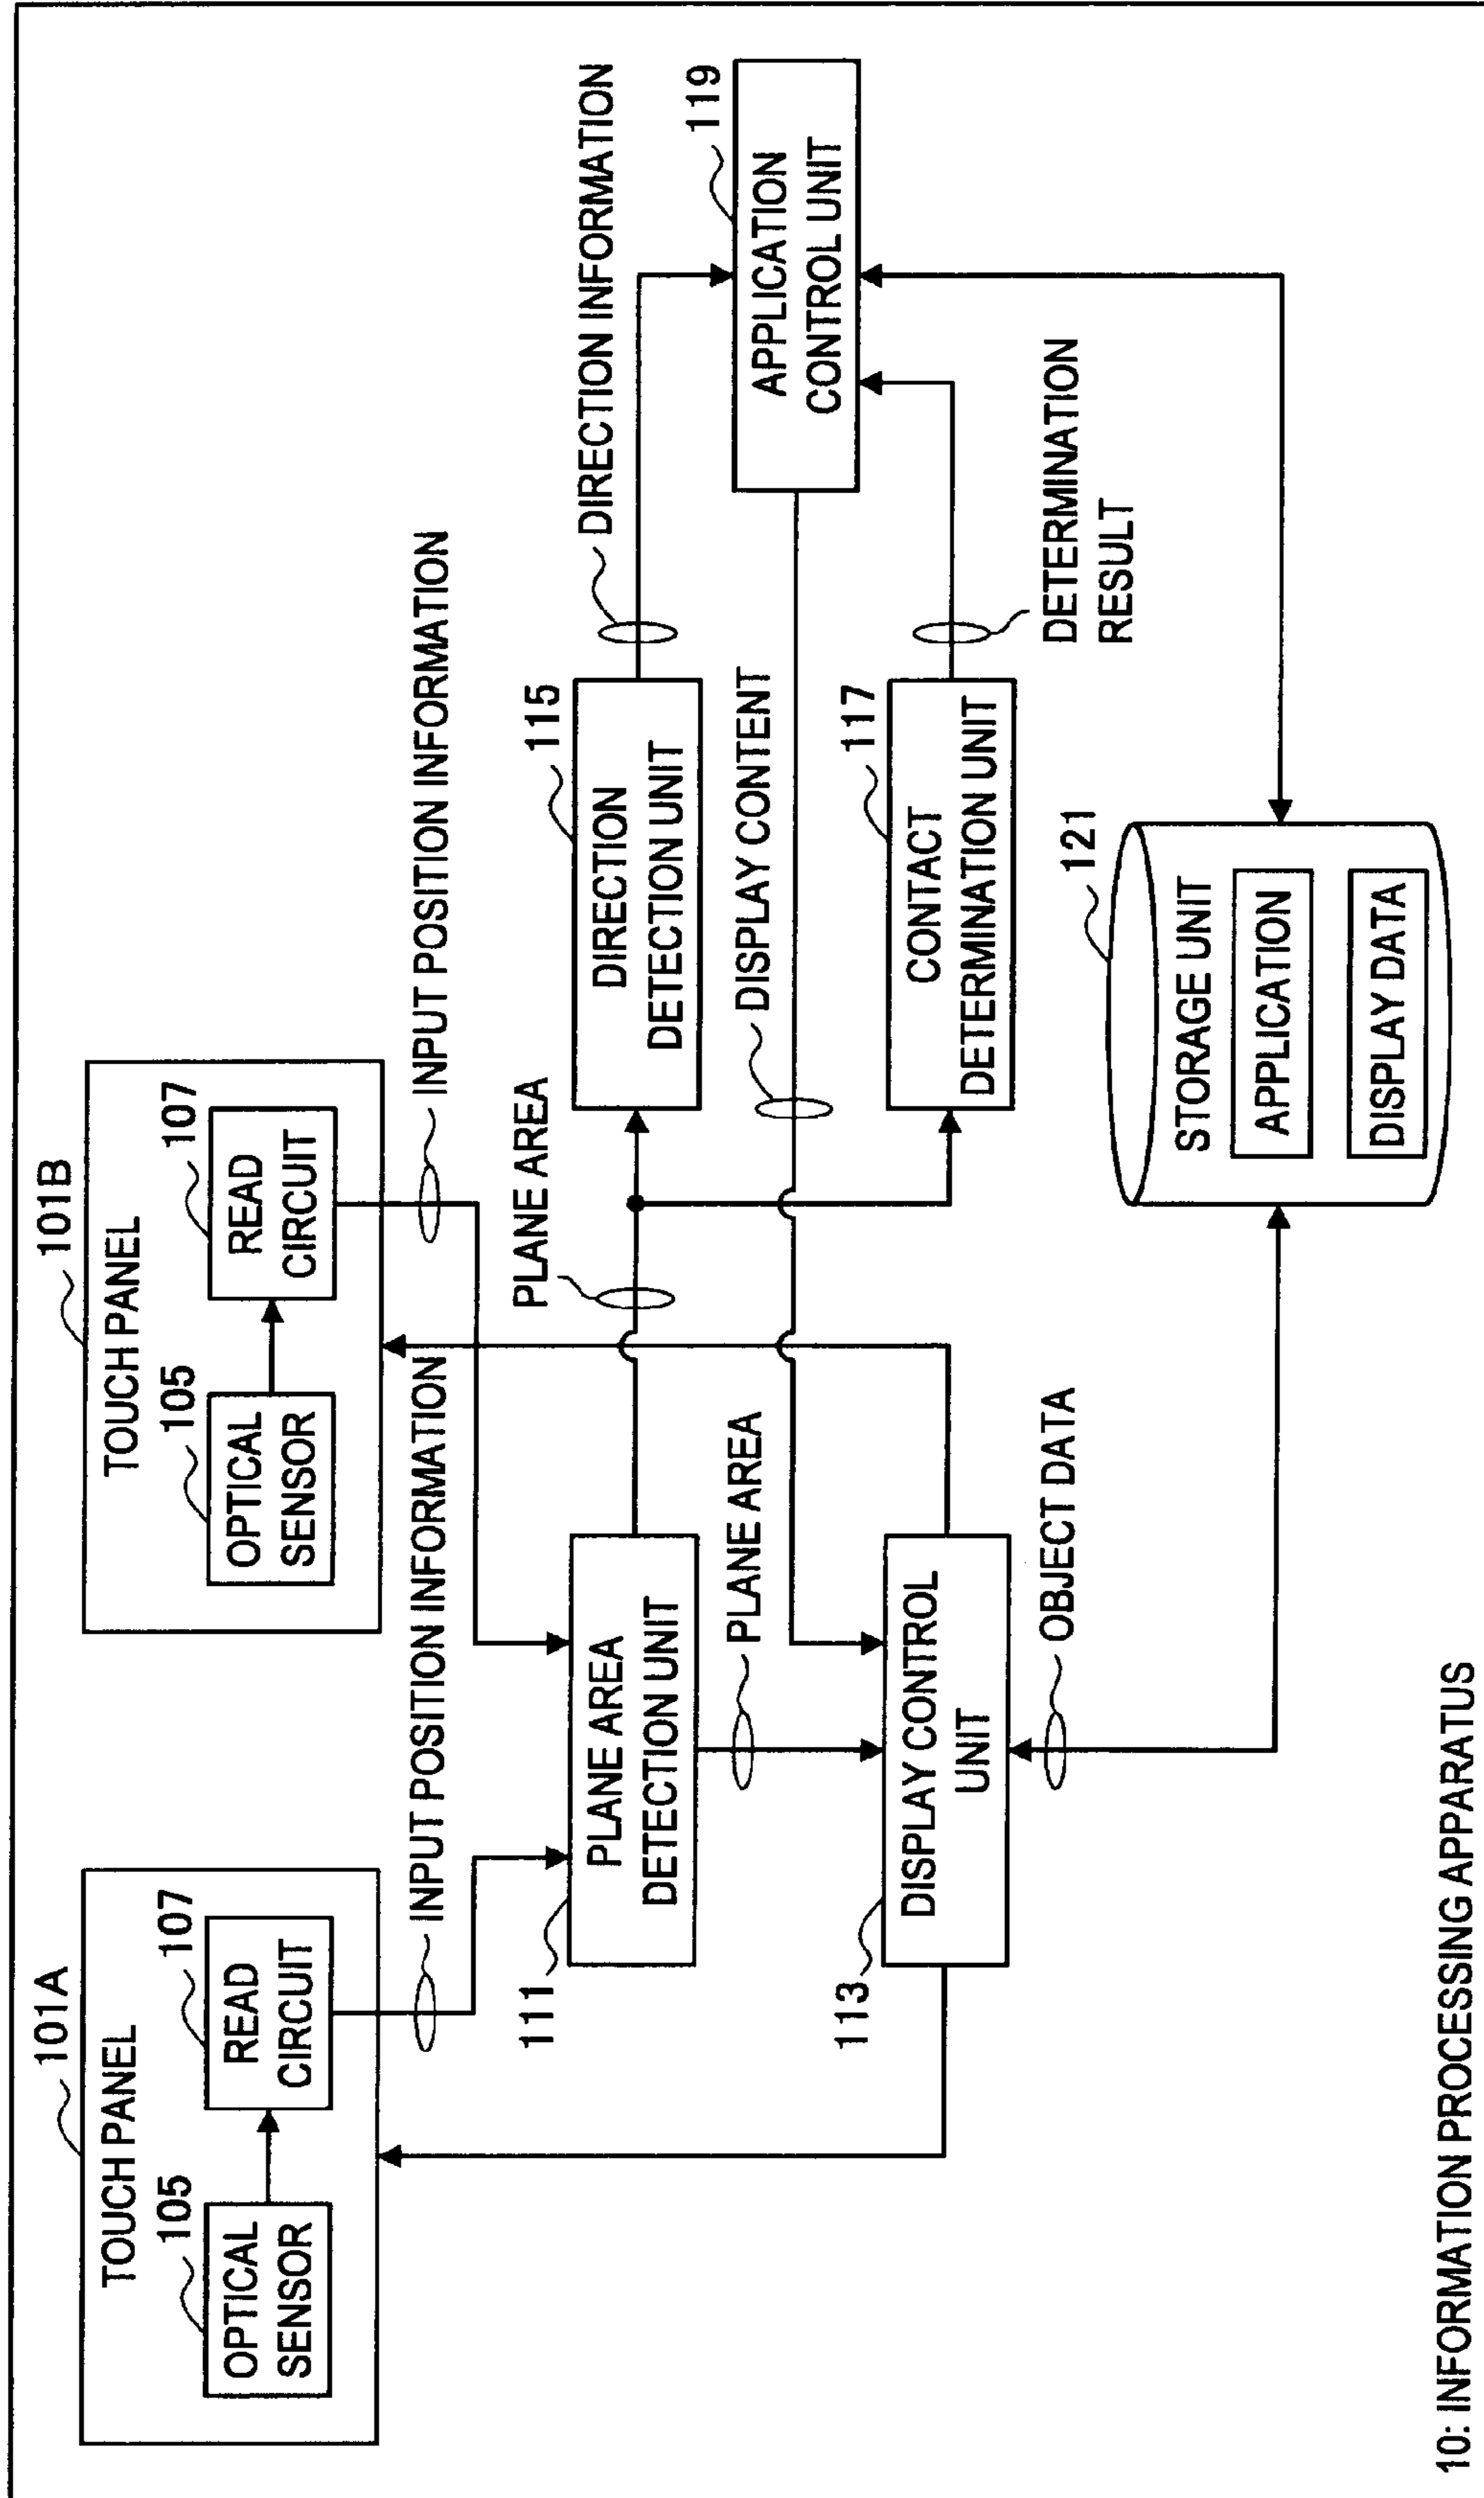 101A
TOUCH PANEL
105
OPTICAL
SENSOR
107
READ
CIRCUIT
101B
TOUCH PANEL
105
OPTICAL
SENSOR
107
READ
CIRCUIT
INPUT POSITION INFORMATION
INPUT POSITION INFORMATION
111
PLANE AREA
DETECTION UNIT
PLANE AREA
115
DIRECTION
DETECTION UNIT
DIRECTION INFORMATION
PLANE AREA
DISPLAY CONTENT
119
APPLICATION
CONTROL UNIT
113
DISPLAY CONTROL
UNIT
117
CONTACT
DETERMINATION UNIT
DETERMINATION
RESULT
OBJECT DATA
121
STORAGE UNIT
APPLICATION
DISPLAY DATA
10: INFORMATION PROCESSING APPARATUS